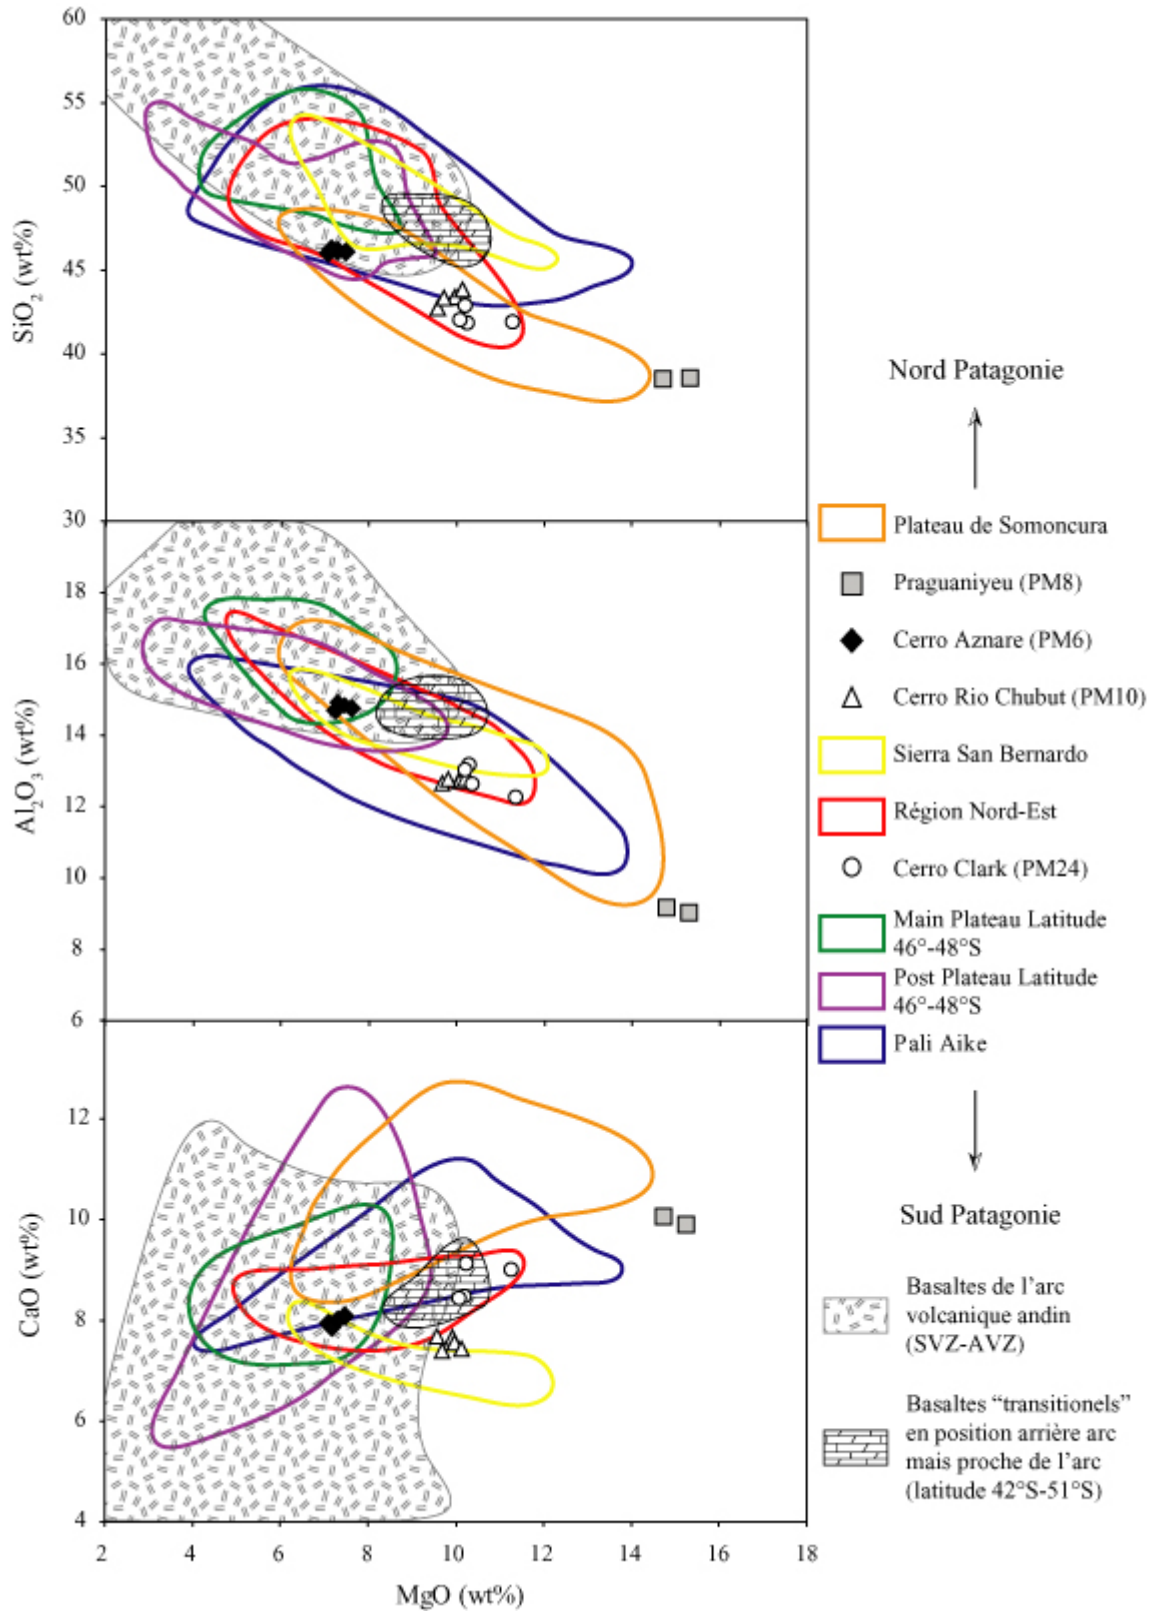 60
55
50
45
40
35
30
SiO₂ (wt%)
18
16
14
12
10
8
6
Al₂O₃ (wt%)
12
10
8
6
4
CaO (wt%)
2 4 6 8 10 12 14 16 18
MgO (wt%)
Nord Patagonie
Plateau de Somoncura
Praguaniyeu (PM8)
Cerro Aznare (PM6)
Cerro Rio Chubut (PM10)
Sierra San Bernardo
Région Nord-Est
Cerro Clark (PM24)
Main Plateau Latitude
46°-48°S
Post Plateau Latitude
46°-48°S
Pali Aike
Sud Patagonie
Basaltes de l’arc
volcanique andin
(SVZ-AVZ)
Basaltes “transitionels”
en position arrière arc
mais proche de l’arc
(latitude 42°S-51°S)